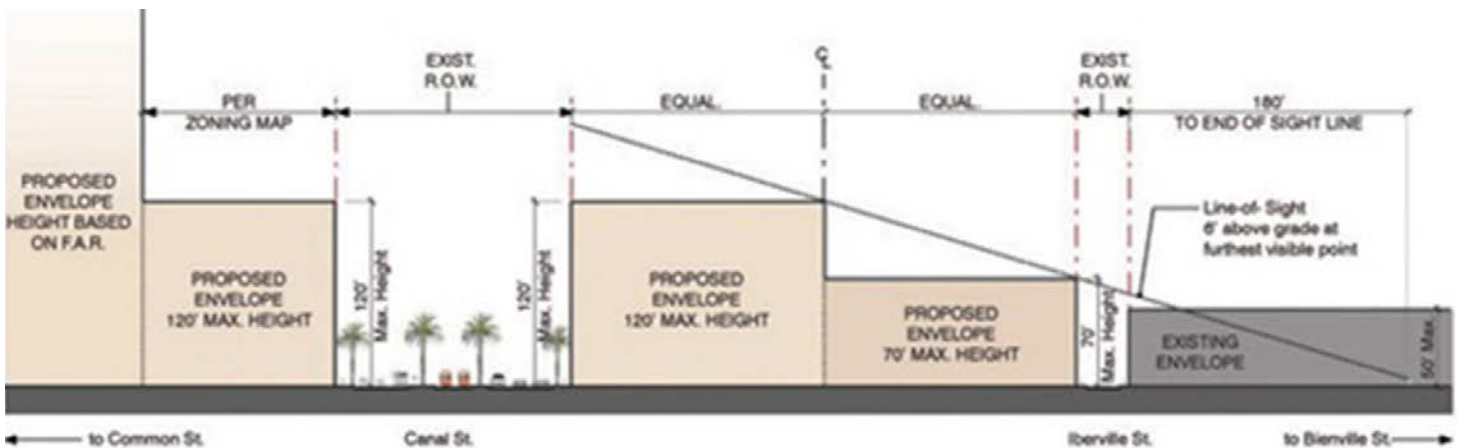 PER
ZONING MAP
EXIST.
R.O.W.
EQUAL.
℄
EQUAL.
EXIST.
R.O.W.
180'
TO END OF SIGHT LINE
PROPOSED
ENVELOPE
HEIGHT BASED
ON F.A.R.
PROPOSED
ENVELOPE
120' MAX. HEIGHT
120'
Max. Height
120'
Max. Height
PROPOSED
ENVELOPE
120' MAX. HEIGHT
PROPOSED
ENVELOPE
70' MAX. HEIGHT
70'
Max. Height
Line-of- Sight
6' above grade at
furthest visible point
EXISTING
ENVELOPE
50' Max.
to Common St.
Canal St.
Iberville St.
to Bienville St.